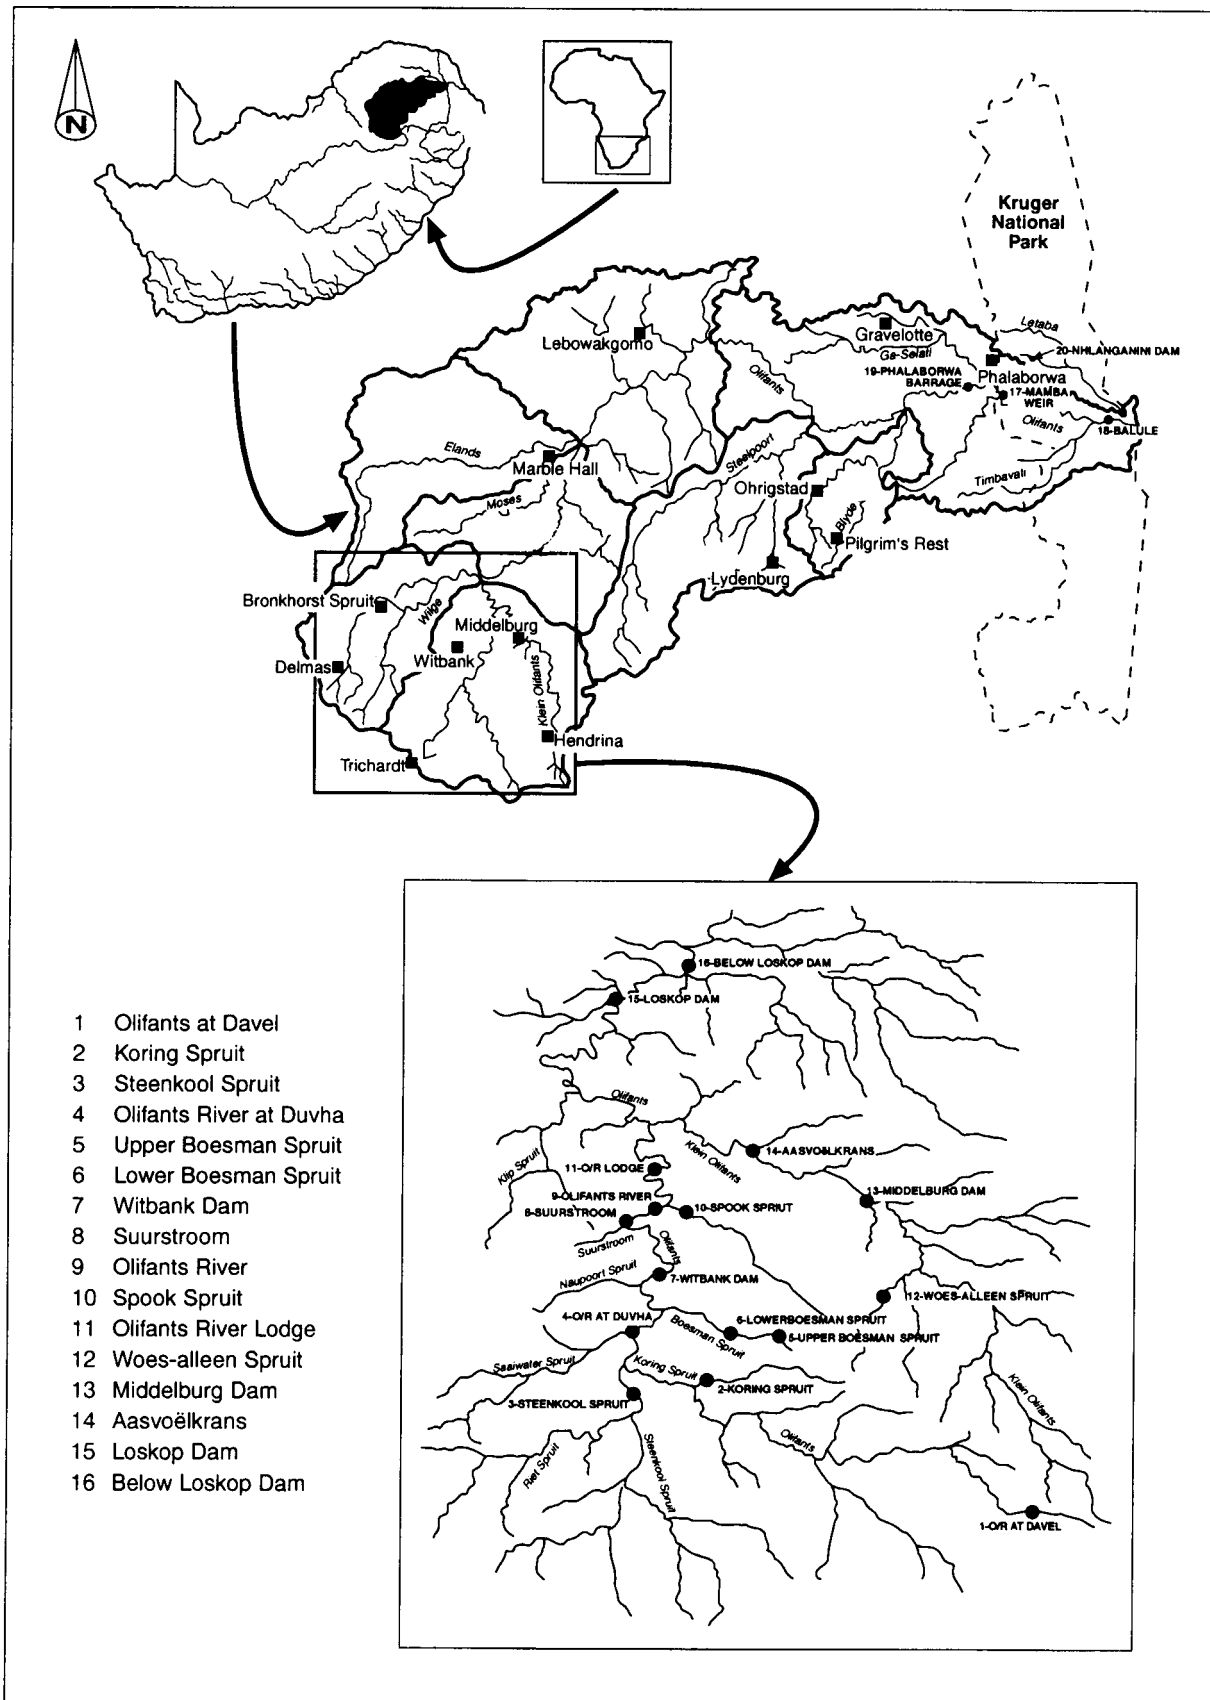 N
Kruger
National
Park
Letaba
Gravelotte
Lebowakgomo
Ga-Selati
20-NHLANGANINI DAM
Phalaborwa
19-PHALABORWA
BARRAGE
17-MAMBA
WEIR
Olifants
Olifants
18-BALULE
Elands
Marble Hall
Steelpoort
Timbavati
Ohrigstad
Moses
Blyde
Pilgrim's Rest
Lydenburg
Bronkhorst Spruit
Wilge
Middelburg
Witbank
Delmas
Klein Olifants
Hendrina
Trichardt
16-BELOW LOSKOP DAM
15-LOSKOP DAM
Olifants
Klip Spruit
Klein Olifants
14-AASVOËLKRANS
11-O/R LODGE
13-MIDDELBURG DAM
9-OLIFANTS RIVER
8-SUURSTROOM
10-SPOOK SPRIUT
Suurstroom
Olifants
Naupoort Spruit
7-WITBANK DAM
12-WOES-ALLEEN SPRUIT
4-O/R AT DUVHA
Boesman Spruit
6-LOWERBOESMAN SPRUIT
5-UPPER BOESMAN SPRUIT
Saaiwater Spruit
Koring Spruit
2-KORING SPRUIT
3-STEENKOOL SPRUIT
Klein Olifants
Riet Spruit
Steenkool Spruit
Olifants
1-O/R AT DAVEL
1 Olifants at Davel
2 Koring Spruit
3 Steenkool Spruit
4 Olifants River at Duvha
5 Upper Boesman Spruit
6 Lower Boesman Spruit
7 Witbank Dam
8 Suurstroom
9 Olifants River
10 Spook Spruit
11 Olifants River Lodge
12 Woes-alleen Spruit
13 Middelburg Dam
14 Aasvoëlkrans
15 Loskop Dam
16 Below Loskop Dam